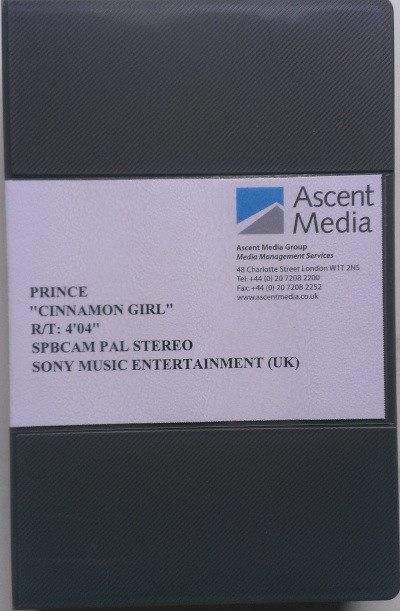 Ascent
Media
Ascent Media Group
Media Management Services
48 Charlotte Street London W1T 2NS
Tel: +44 (0) 20 7208 2200
Fax: +44 (0) 20 7208 2252
www.ascentmedia.co.uk
PRINCE
"CINNAMON GIRL"
R/T: 4'04"
SPBCAM PAL STEREO
SONY MUSIC ENTERTAINMENT (UK)